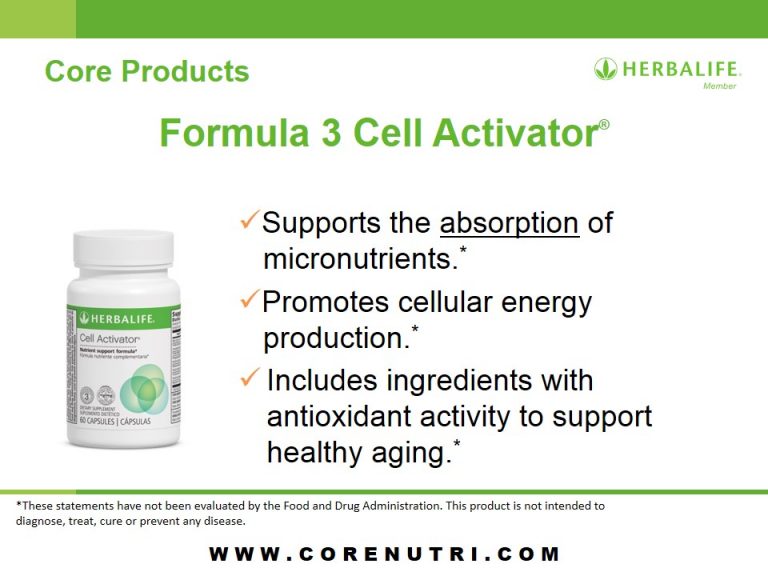 Core Products
HERBALIFE.
Member
Formula 3 Cell Activator®
✓Supports the absorption of
micronutrients.*
✓Promotes cellular energy
production.*
✓ Includes ingredients with
antioxidant activity to support
healthy aging.*
HERBALIFE.
Cell Activator®
Nutrient support formula*
Fórmula nutriente complementaria*
3
DIETARY SUPPLEMENT
SUPLEMENTO DIETÉTICO
60 CAPSULES | CÁPSULAS
*These statements have not been evaluated by the Food and Drug Administration. This product is not intended to
diagnose, treat, cure or prevent any disease.
WWW.CORENUTRI.COM